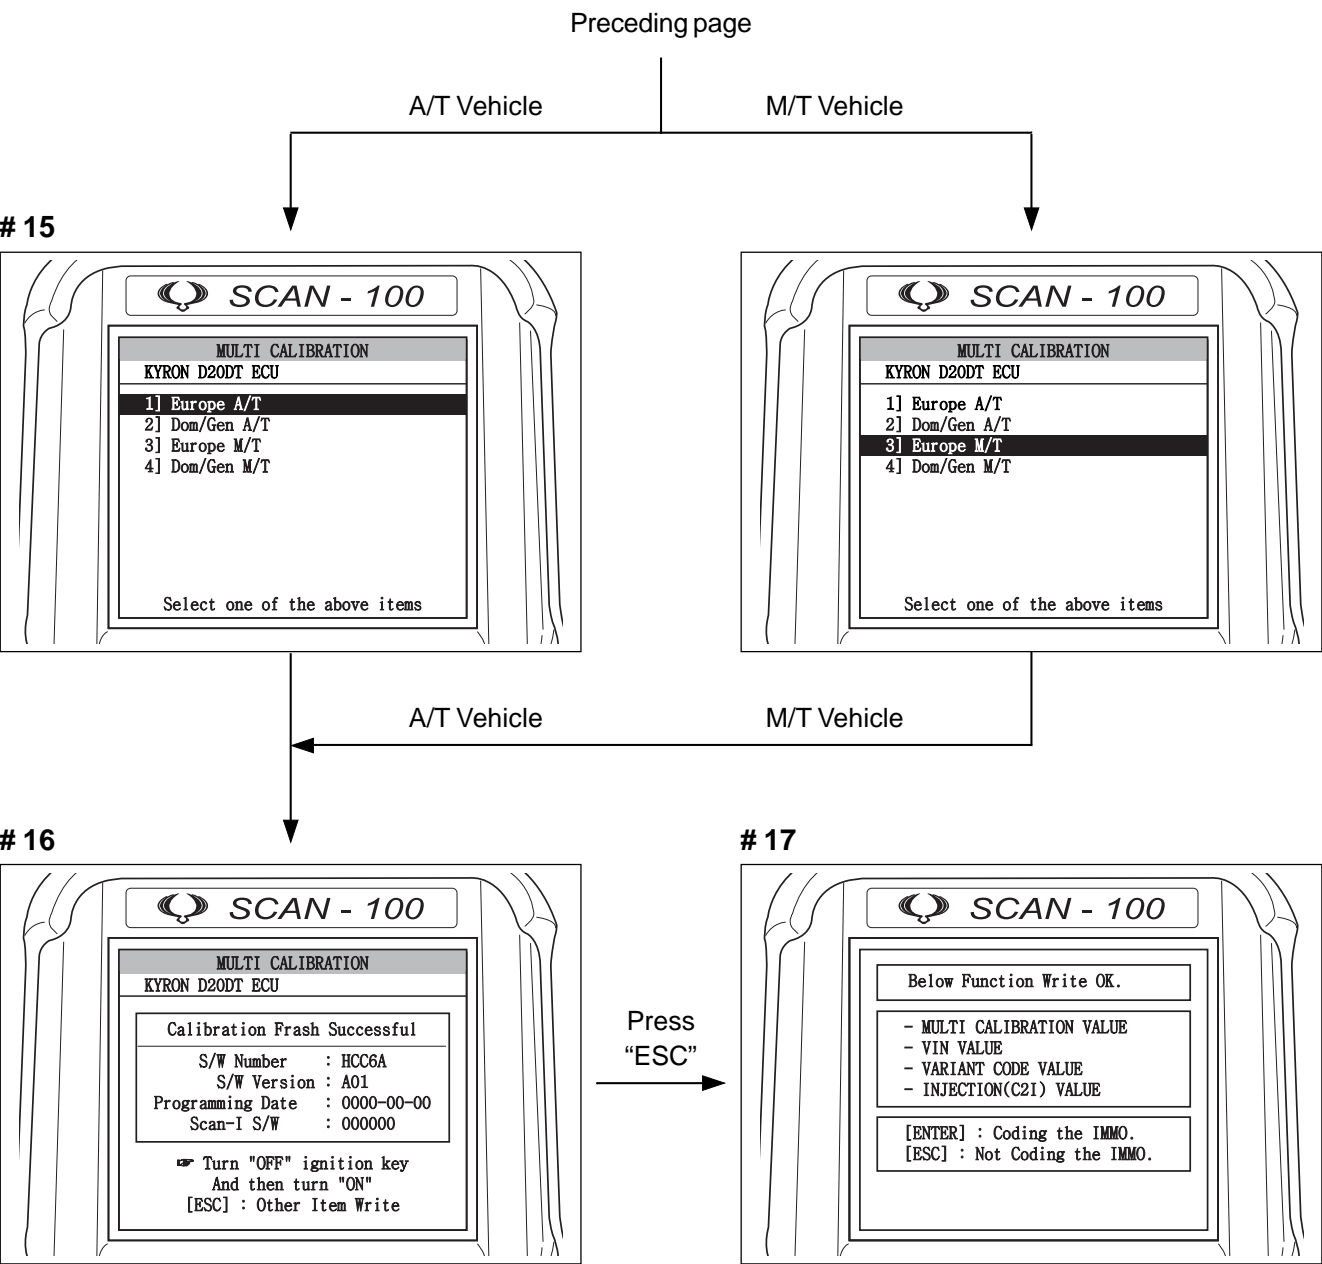 Preceding page
A/T Vehicle
M/T Vehicle
# 15
SCAN - 100
MULTI CALIBRATION
KYRON D20DT ECU
1] Europe A/T
2] Dom/Gen A/T
3] Europe M/T
4] Dom/Gen M/T
Select one of the above items
SCAN - 100
MULTI CALIBRATION
KYRON D20DT ECU
1] Europe A/T
2] Dom/Gen A/T
3] Europe M/T
4] Dom/Gen M/T
Select one of the above items
A/T Vehicle
M/T Vehicle
# 16
SCAN - 100
MULTI CALIBRATION
KYRON D20DT ECU
Calibration Frash Successful
S/W Number : HCC6A
S/W Version : A01
Programming Date : 0000-00-00
Scan-I S/W : 000000
☞ Turn "OFF" ignition key
And then turn "ON"
[ESC] : Other Item Write
Press
“ESC”
# 17
SCAN - 100
Below Function Write OK.
- MULTI CALIBRATION VALUE
- VIN VALUE
- VARIANT CODE VALUE
- INJECTION(C2I) VALUE
[ENTER] : Coding the IMMO.
[ESC] : Not Coding the IMMO.